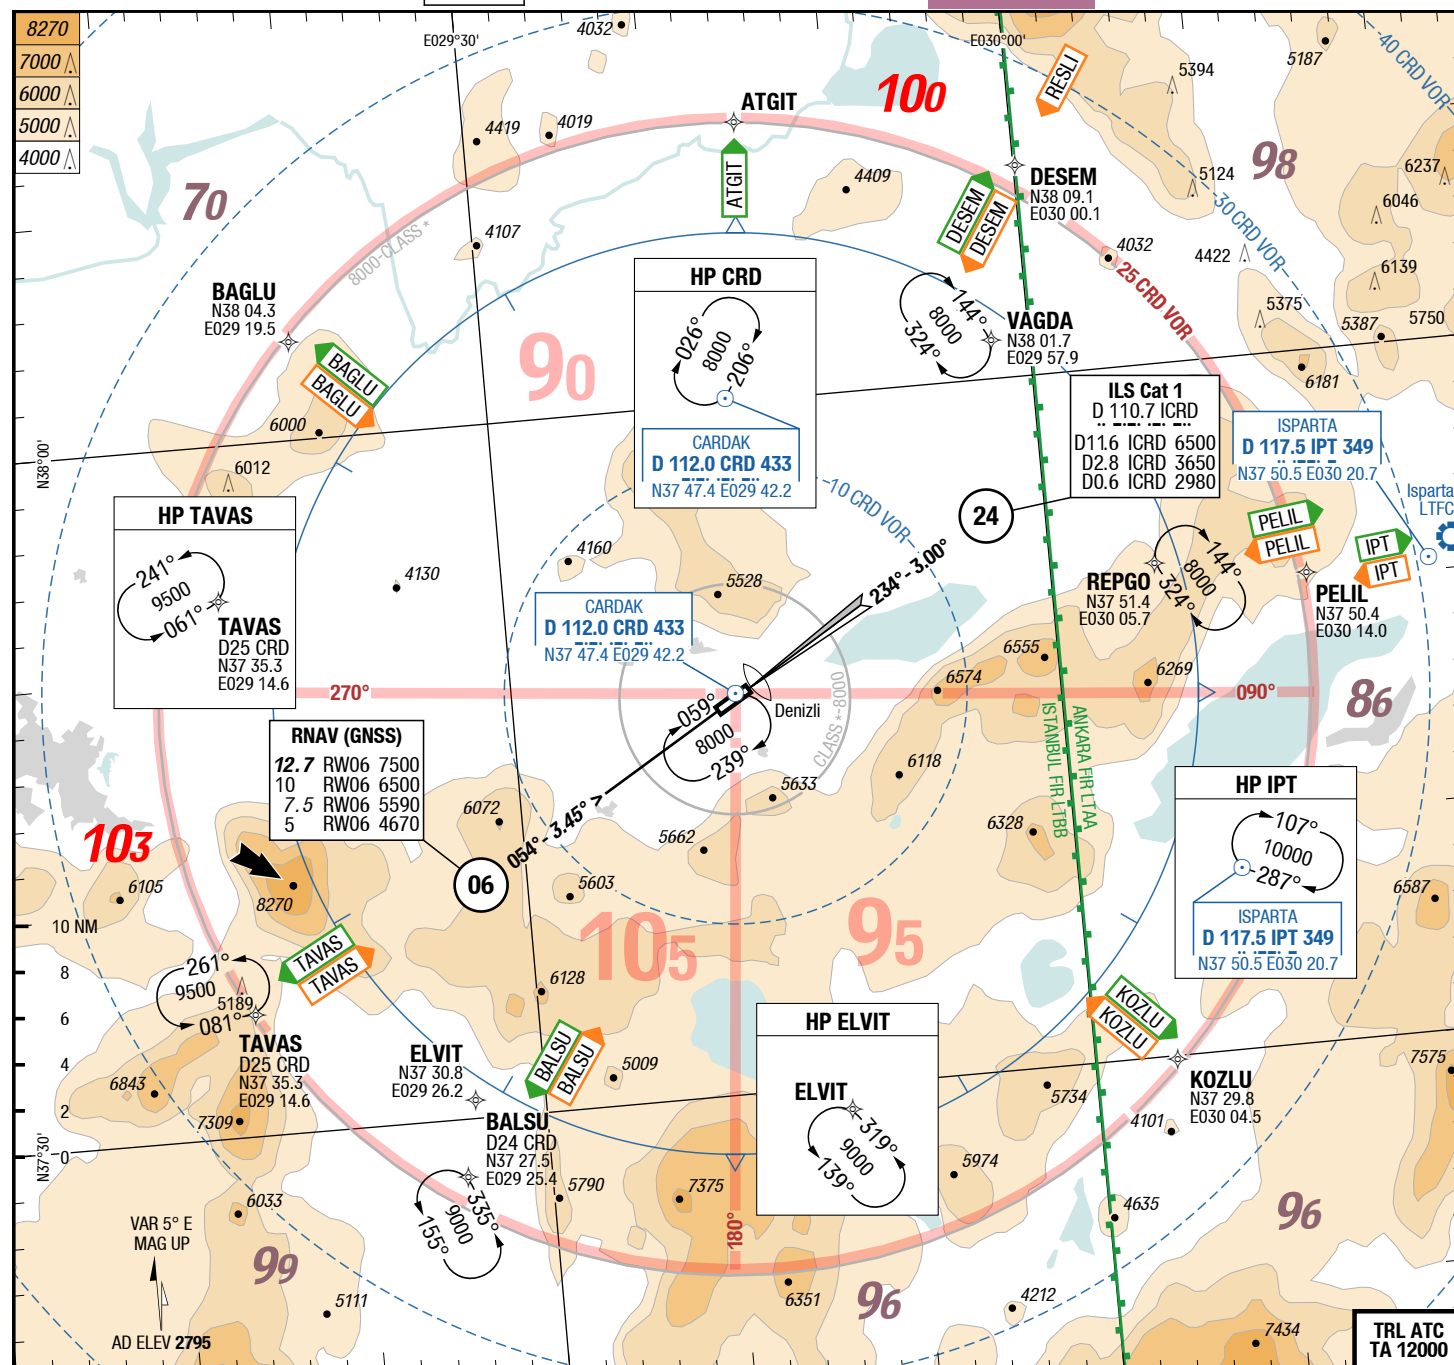 8270
7000
6000
5000
4000
E029°30'
4032
E030°00'
RESLI
5187
40 CRD VOR
5394
100
ATGIT
4419
4019
98
5124
6237
70
ATGIT
4409
DESEM
DESEM
DESEM
N38 09.1
E030 00.1
6046
30 CRD VOR
8000-CLASS *
4107
4032
4422
25 CRD VOR
6139
HP CRD
026°
8000
206°
CARDAK
D 112.0 CRD 433
N37 47.4 E029 42.2
BAGLU
N38 04.3
E029 19.5
144°
8000
324°
VAGDA
N38 01.7
E029 57.9
5375
5387
5750
BAGLU
BAGLU
90
6181
6000
ILS Cat 1
D 110.7 ICRD
D11.6 ICRD 6500
D2.8 ICRD 3650
D0.6 ICRD 2980
ISPARTA
D 117.5 IPT 349
N37 50.5 E030 20.7
N38°00'
6012
10 CRD VOR
24
Isparta
LTFC
HP TAVAS
241°
9500
061°
TAVAS
D25 CRD
N37 35.3
E029 14.6
PELIL
PELIL
IPT
IPT
4130
4160
5528
234° - 3.00°
144°
8000
324°
REPGO
N37 51.4
E030 05.7
PELIL
N37 50.4
E030 14.0
CARDAK
D 112.0 CRD 433
N37 47.4 E029 42.2
6555
6574
6269
270°
090°
86
059°
8000
239°
Denizli
CLASS *-8000
ISTANBUL FIR LTBB
ANKARA FIR LTAA
RNAV (GNSS)
12.7 RW06 7500
10 RW06 6500
7.5 RW06 5590
5 RW06 4670
6118
5633
6072
054° - 3.45° >
5662
6328
HP IPT
107°
10000
287°
ISPARTA
D 117.5 IPT 349
N37 50.5 E030 20.7
103
6105
8270
06
5603
6587
10 NM
8
6
4
2
0
105
95
TAVAS
TAVAS
261°
9500
5189
081°
TAVAS
D25 CRD
N37 35.3
E029 14.6
6128
KOZLU
KOZLU
HP ELVIT
ELVIT
319°
9000
139°
BALSU
BALSU
5009
ELVIT
N37 30.8
E029 26.2
KOZLU
N37 29.8
E030 04.5
7575
6843
7309
5734
4101
BALSU
D24 CRD
N37 27.5
E029 25.4
N37°30'
335°
9000
155°
5790
7375
180°
5974
4635
6033
VAR 5° E
MAG UP
99
96
96
5111
6351
4212
AD ELEV 2795
7434
TRL ATC
TA 12000